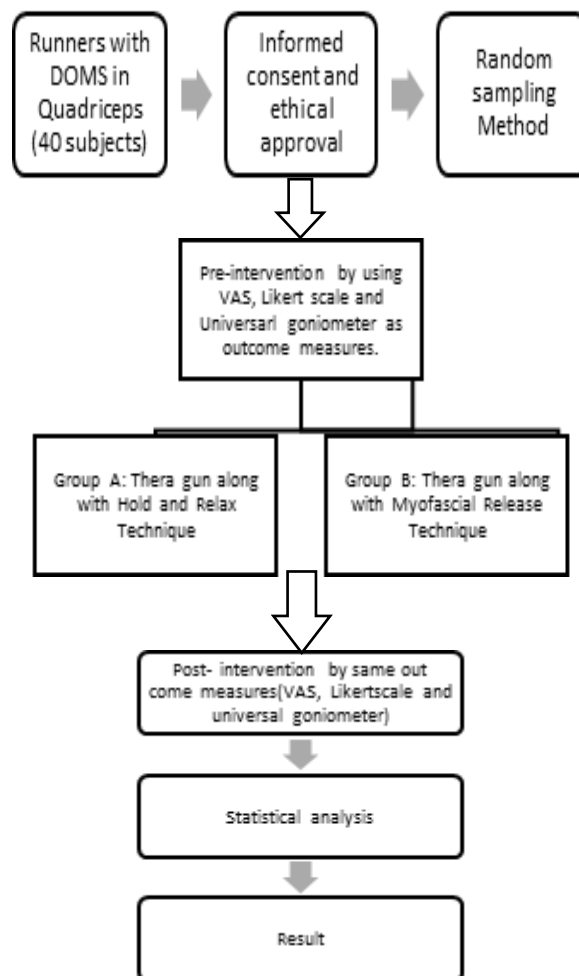 Runners with
DOMS in
Quadriceps
(40 subjects)
Informed
consent and
ethical
approval
Random
sampling
Method
Pre-intervention by using
VAS, Likert scale and
Universarl goniometer as
outcome measures.
Group A: Thera gun along
with Hold and Relax
Technique
Group B: Thera gun along
with Myofascial Release
Technique
Post- intervention by same out
come measures(VAS, Likertscale and
universal goniometer)
Statistical analysis
Result